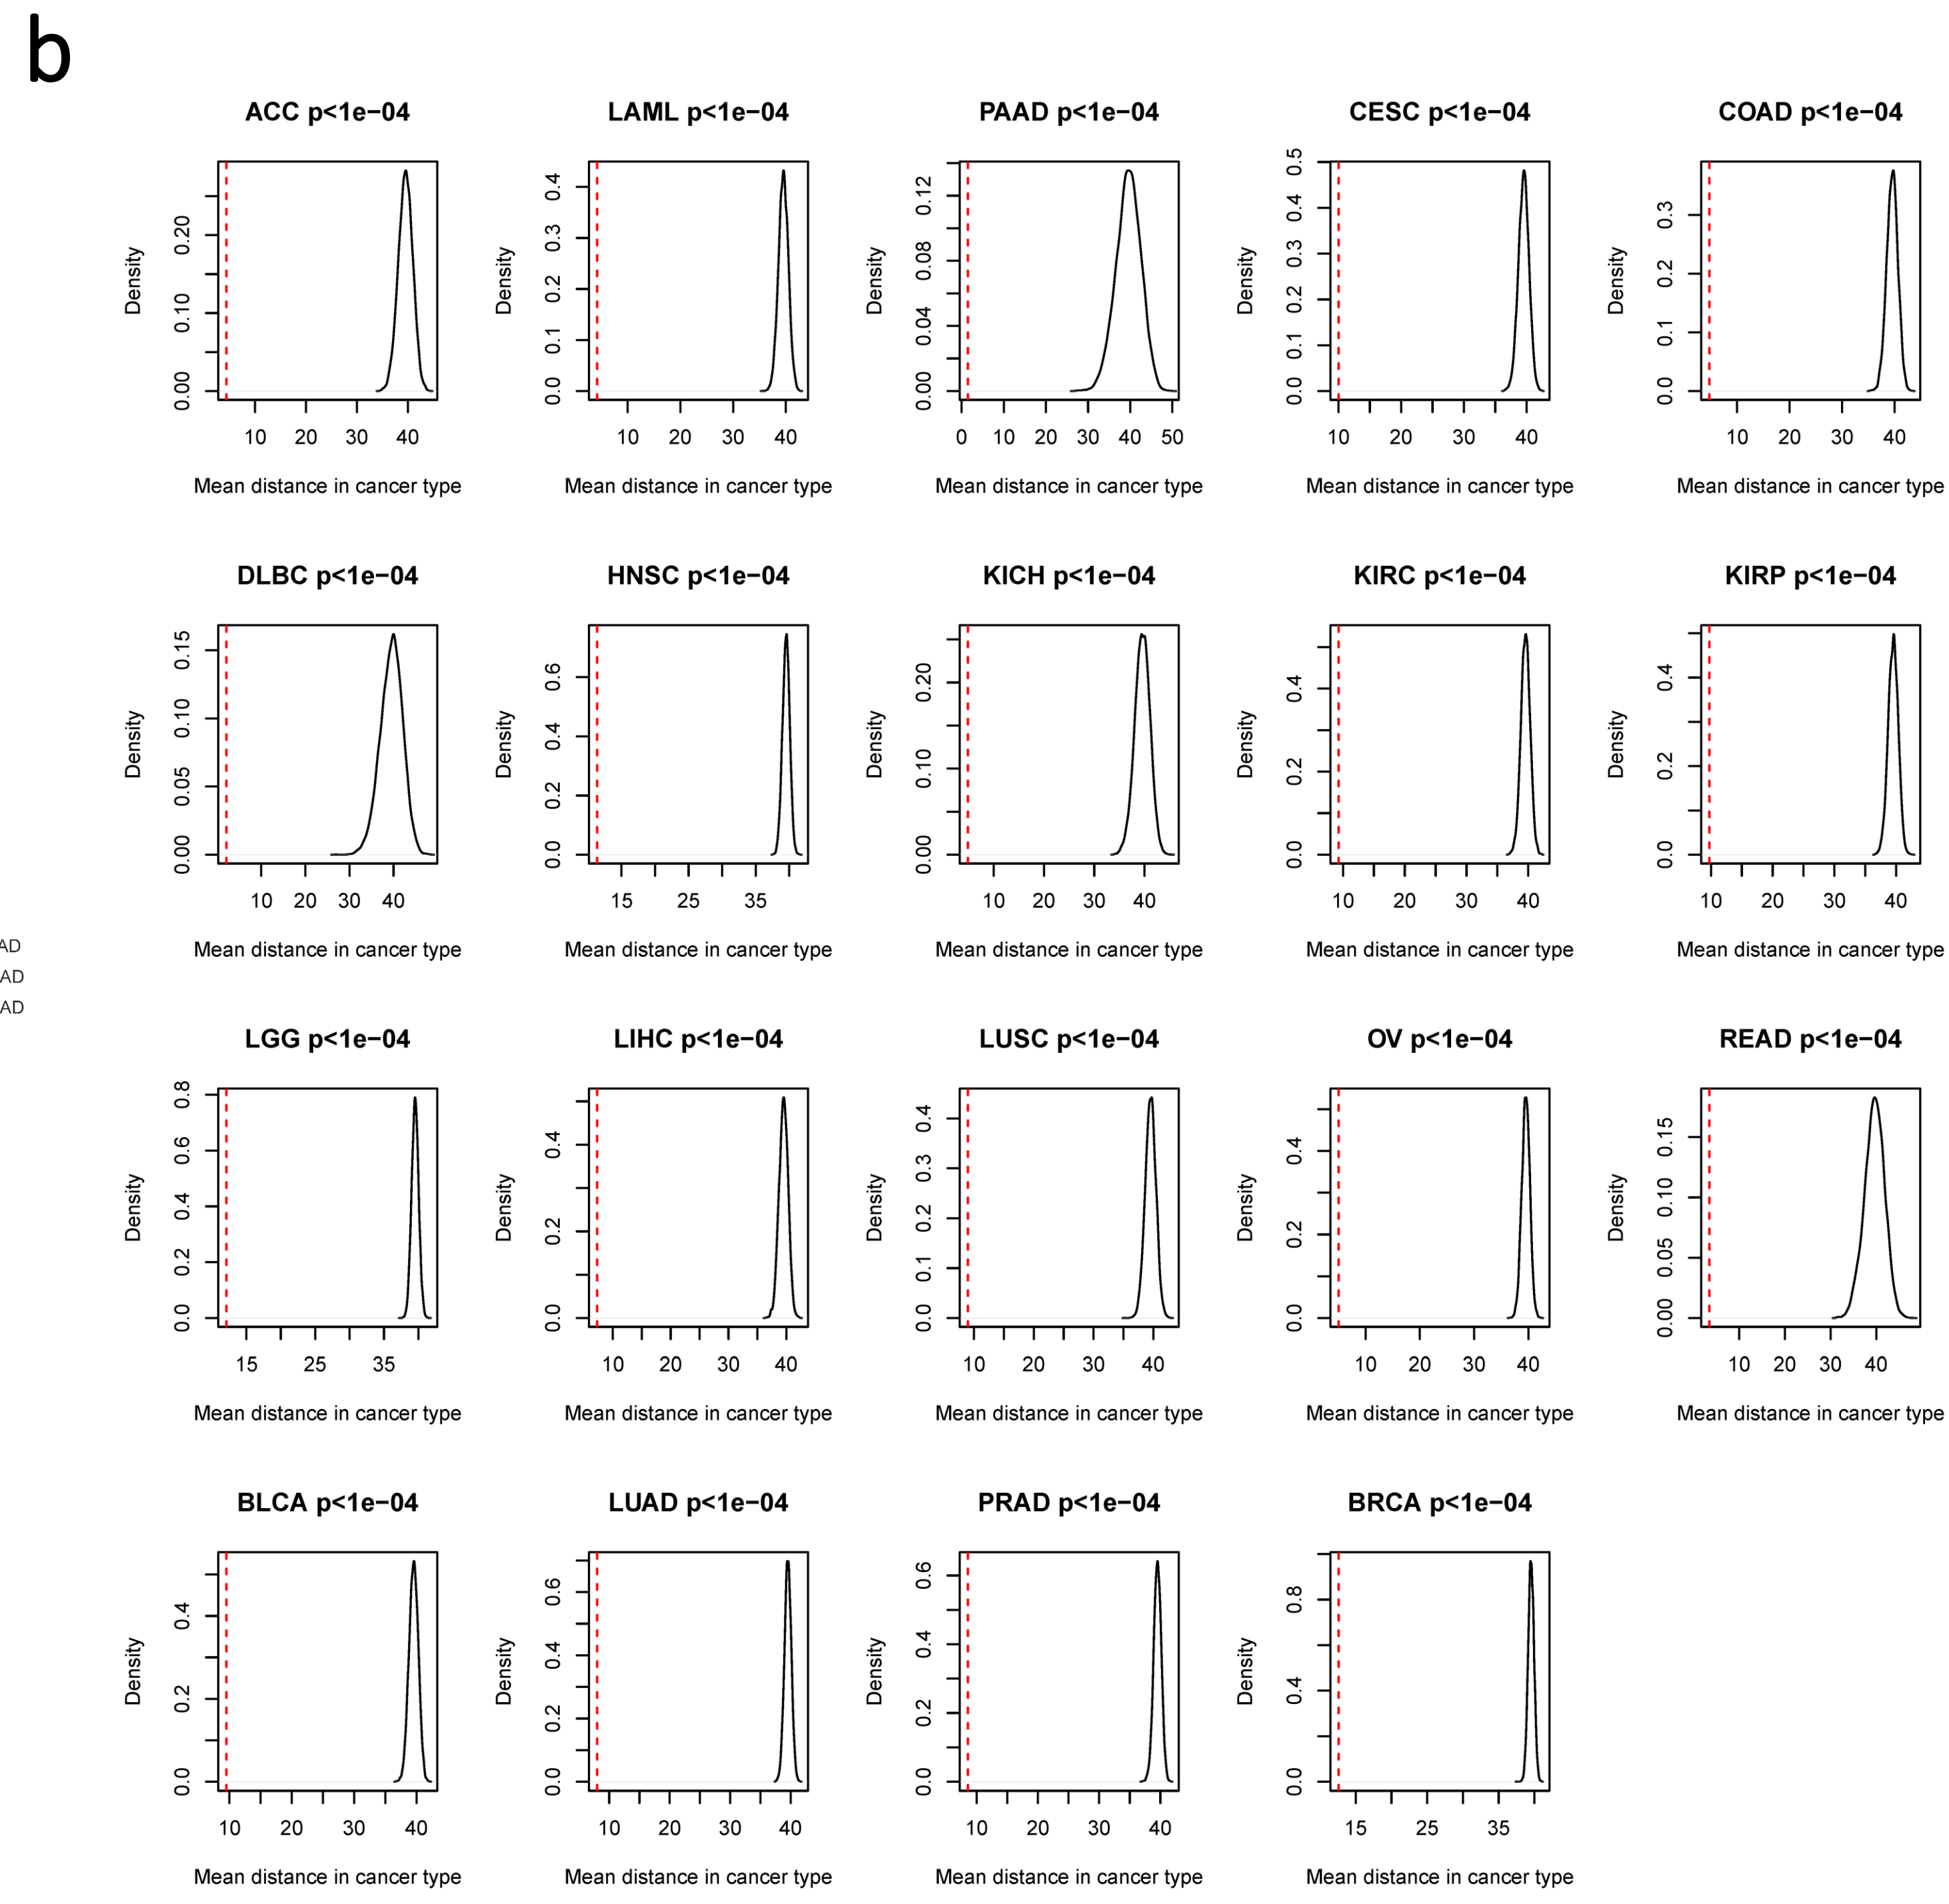 b
ACC p<1e−04 LAML p<1e−04 PAAD p<1e−04 CESC p<1e−04 COAD p<1e−04
Density 0.00 0.10 0.20 Density 0.0 0.1 0.2 0.3 0.4 Density 0.00 0.04 0.08 0.12 Density 0.0 0.1 0.2 0.3 0.4 0.5 Density 0.0 0.1 0.2 0.3
10 20 30 40 10 20 30 40 0 10 20 30 40 50 10 20 30 40 10 20 30 40
Mean distance in cancer type Mean distance in cancer type Mean distance in cancer type Mean distance in cancer type Mean distance in cancer type
DLBC p<1e−04 HNSC p<1e−04 KICH p<1e−04 KIRC p<1e−04 KIRP p<1e−04
Density 0.00 0.05 0.10 0.15 Density 0.0 0.2 0.4 0.6 Density 0.00 0.10 0.20 Density 0.0 0.2 0.4 Density 0.0 0.2 0.4
10 20 30 40 15 25 35 10 20 30 40 10 20 30 40 10 20 30 40
Mean distance in cancer type Mean distance in cancer type Mean distance in cancer type Mean distance in cancer type Mean distance in cancer type
AD
AD
AD
LGG p<1e−04 LIHC p<1e−04 LUSC p<1e−04 OV p<1e−04 READ p<1e−04
Density 0.0 0.2 0.4 0.6 0.8 Density 0.0 0.2 0.4 Density 0.0 0.1 0.2 0.3 0.4 Density 0.0 0.2 0.4 Density 0.00 0.05 0.10 0.15
15 25 35 10 20 30 40 10 20 30 40 10 20 30 40 10 20 30 40
Mean distance in cancer type Mean distance in cancer type Mean distance in cancer type Mean distance in cancer type Mean distance in cancer type
BLCA p<1e−04 LUAD p<1e−04 PRAD p<1e−04 BRCA p<1e−04
Density 0.0 0.2 0.4 Density 0.0 0.2 0.4 0.6 Density 0.0 0.2 0.4 0.6 Density 0.0 0.4 0.8
10 20 30 40 10 20 30 40 10 20 30 40 15 25 35
Mean distance in cancer type Mean distance in cancer type Mean distance in cancer type Mean distance in cancer type